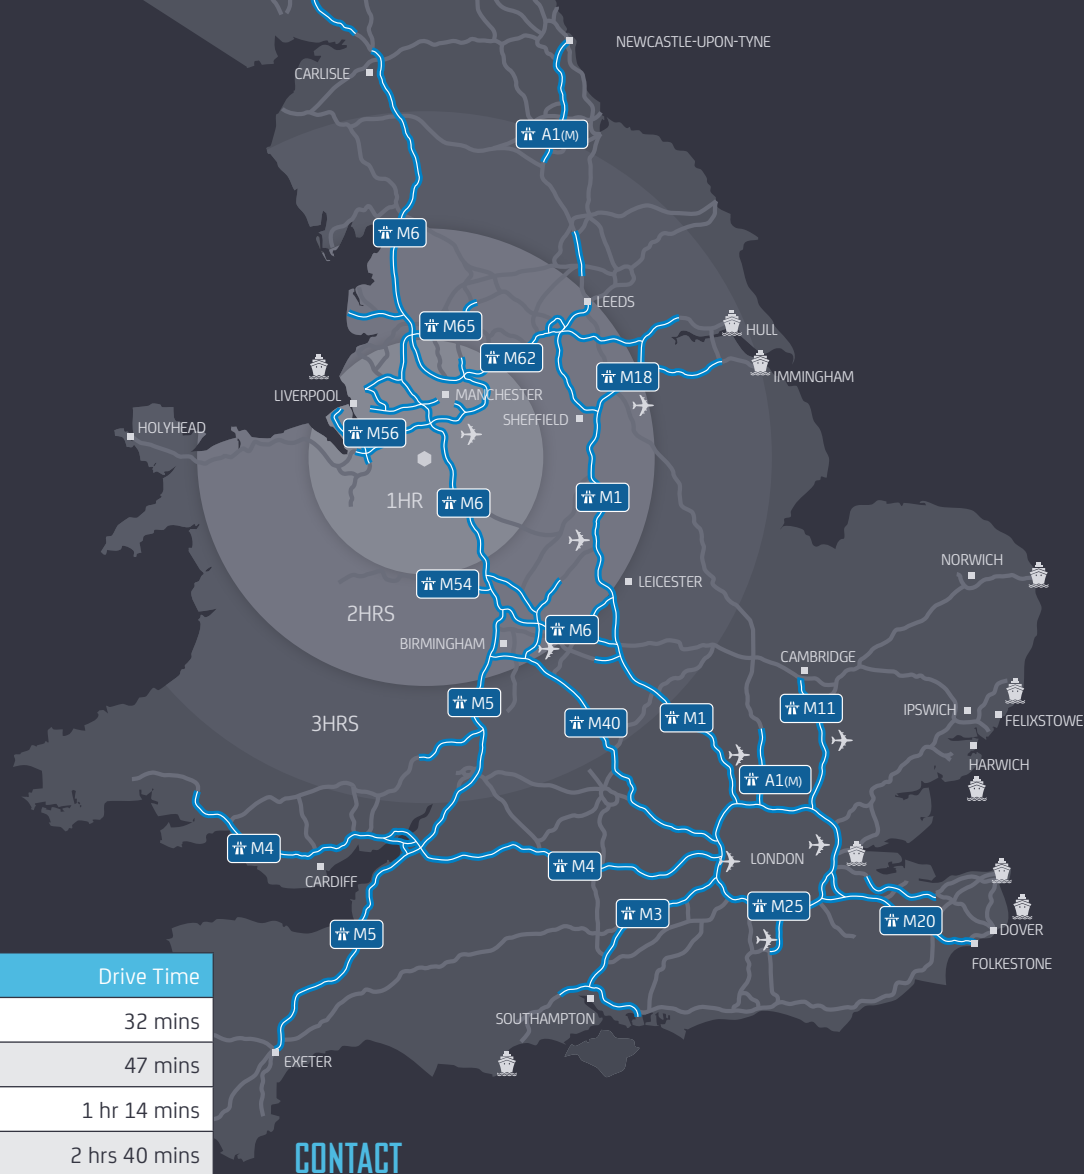 NEWCASTLE-UPON-TYNE
CARLISLE
A1(M)
M6
LEEDS
M65
HULL
M62
IMMINGHAM
M18
LIVERPOOL
MANCHESTER
SHEFFIELD
HOLYHEAD
M56
1HR
M6
M1
NORWICH
M54
LEICESTER
2HRS
M6
BIRMINGHAM
CAMBRIDGE
M5
M11
IPSWICH
M1
FELIXSTOWE
3HRS
M40
HARWICH
A1(M)
M4
LONDON
M4
CARDIFF
M25
M3
M20
DOVER
M5
FOLKESTONE
Drive Time
SOUTHAMPTON
32 mins
EXETER
47 mins
1 hr 14 mins
2 hrs 40 mins
CONTACT